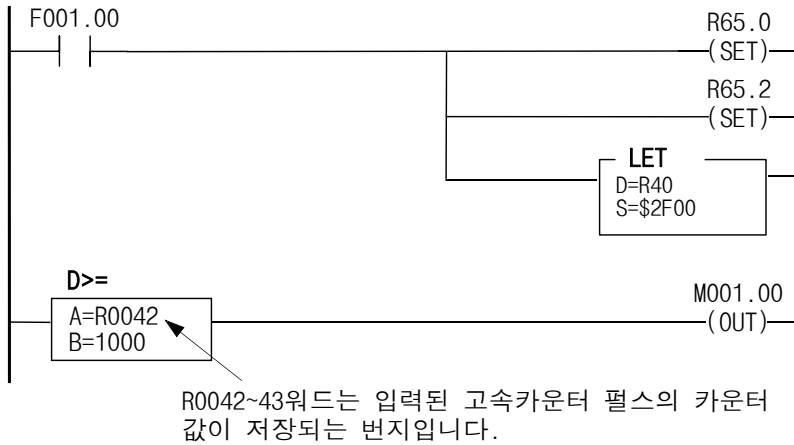 F001.00
R65.0
(SET)
R65.2
(SET)
LET
D=R40
S=$2F00
D>=
A=R0042
B=1000
M001.00
(OUT)
R0042~43워드는 입력된 고속카운터 펄스의 카운터
값이 저장되는 번지입니다.